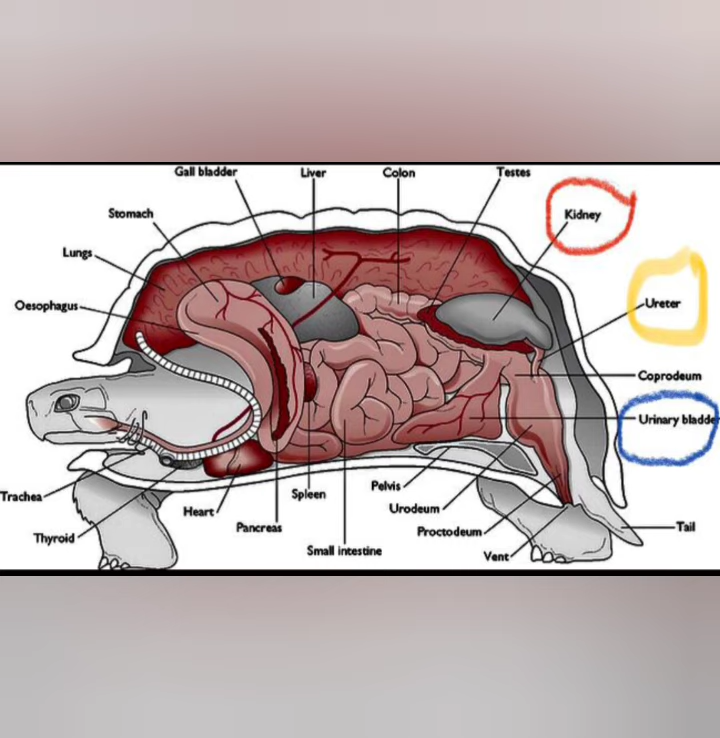 Gall bladder
Liver
Colon
Testes
Stomach
Kidney
Lungs
Oesophagus
Ureter
Coprodeum
Urinary bladde
Trachea
Thyroid
Heart
Pancreas
Spleen
Small intestine
Pelvis
Urodeum
Proctodeum
Vent
Tail